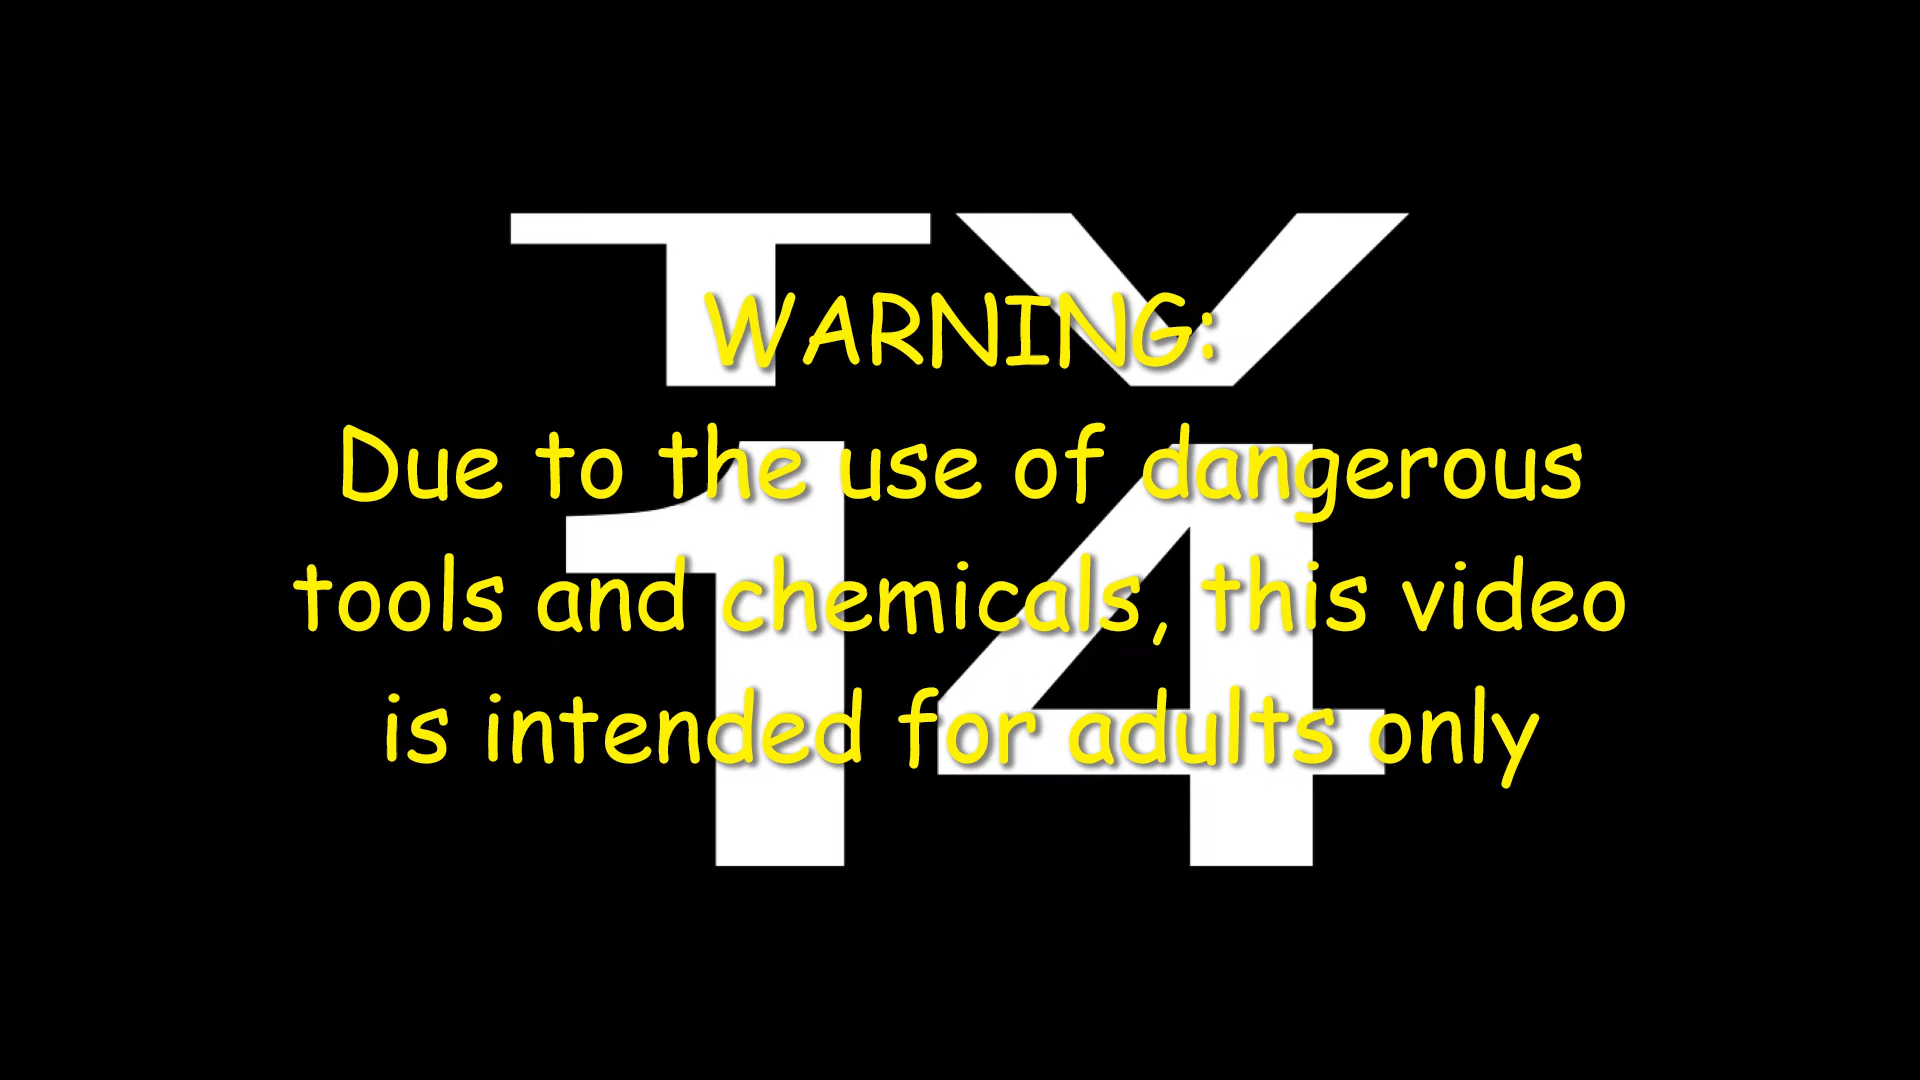 TV
14
WARNING:
Due to the use of dangerous
tools and chemicals, this video
is intended for adults only